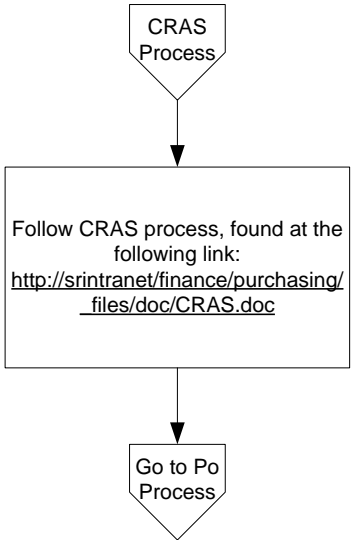 CRAS
Process
Follow CRAS process, found at the
following link:
http://srintranet/finance/purchasing/
_files/doc/CRAS.doc
Go to Po
Process